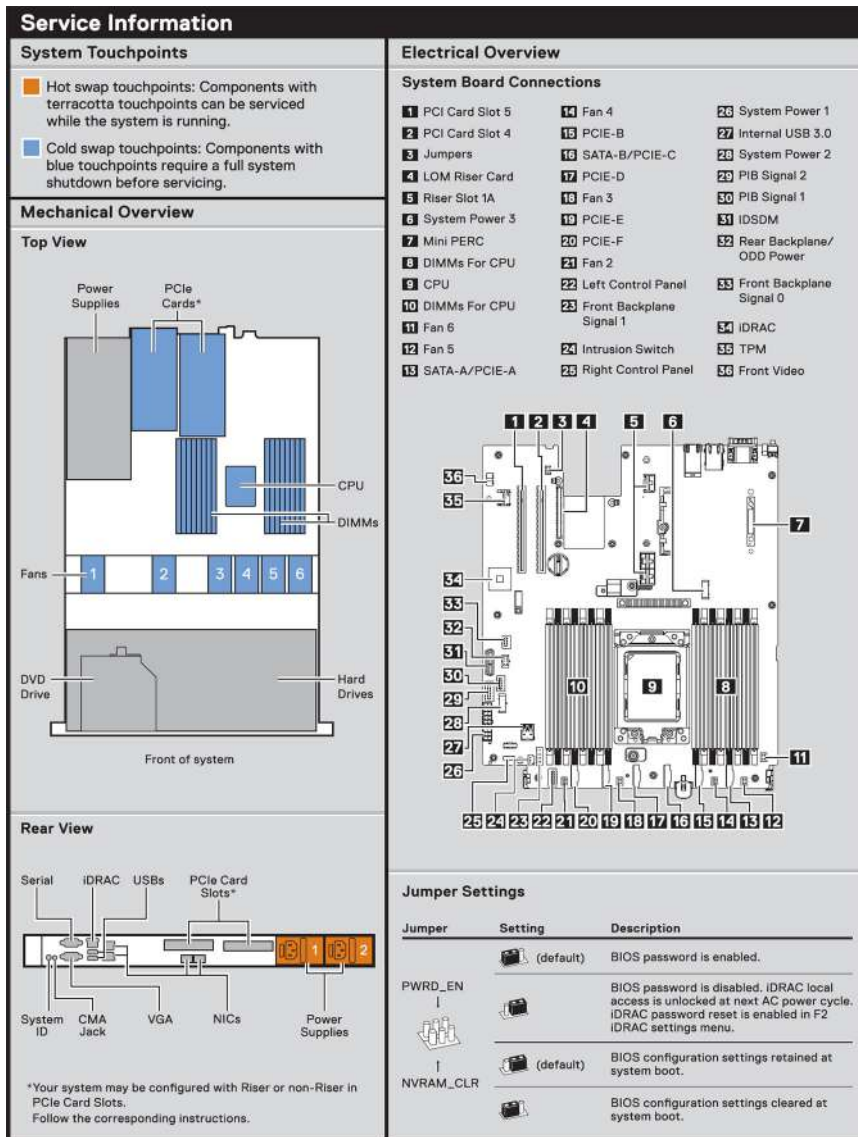 Service Information
System Touchpoints
Hot swap touchpoints: Components with
terracotta touchpoints can be serviced
while the system is running.
Cold swap touchpoints: Components with
blue touchpoints require a full system
shutdown before servicing.
Mechanical Overview
Top View
Power
Supplies
PCIe
Cards*
CPU
DIMMs
Fans
1 2 3 4 5 6
DVD
Drive
Hard
Drives
Front of system
Rear View
Serial iDRAC USBs PCIe Card
Slots*
1 2
System
ID
CMA
Jack
VGA NICs Power
Supplies
*Your system may be configured with Riser or non-Riser in
PCIe Card Slots.
Follow the corresponding instructions.
Electrical Overview
System Board Connections
1 PCI Card Slot 5
2 PCI Card Slot 4
3 Jumpers
4 LOM Riser Card
5 Riser Slot 1A
6 System Power 3
7 Mini PERC
8 DIMMs For CPU
9 CPU
10 DIMMs For CPU
11 Fan 6
12 Fan 5
13 SATA-A/PCIE-A
14 Fan 4
15 PCIE-B
16 SATA-B/PCIE-C
17 PCIE-D
18 Fan 3
19 PCIE-E
20 PCIE-F
21 Fan 2
22 Left Control Panel
23 Front Backplane
Signal 1
24 Intrusion Switch
25 Right Control Panel
26 System Power 1
27 Internal USB 3.0
28 System Power 2
29 PIB Signal 2
30 PIB Signal 1
31 IDSDM
32 Rear Backplane/
ODD Power
33 Front Backplane
Signal 0
34 iDRAC
35 TPM
36 Front Video
1 2 3 4 5 6
36
35
7
34
33
32
31
30
29
28
27
26
10 9 8
11
25 24 23 22 21 20 19 18 17 16 15 14 13 12
Jumper Settings
Jumper Setting Description
PWRD_EN
(default) BIOS password is enabled.
BIOS password is disabled. iDRAC local
access is unlocked at next AC power cycle.
iDRAC password reset is enabled in F2
iDRAC settings menu.
NVRAM_CLR
(default) BIOS configuration settings retained at
system boot.
BIOS configuration settings cleared at
system boot.